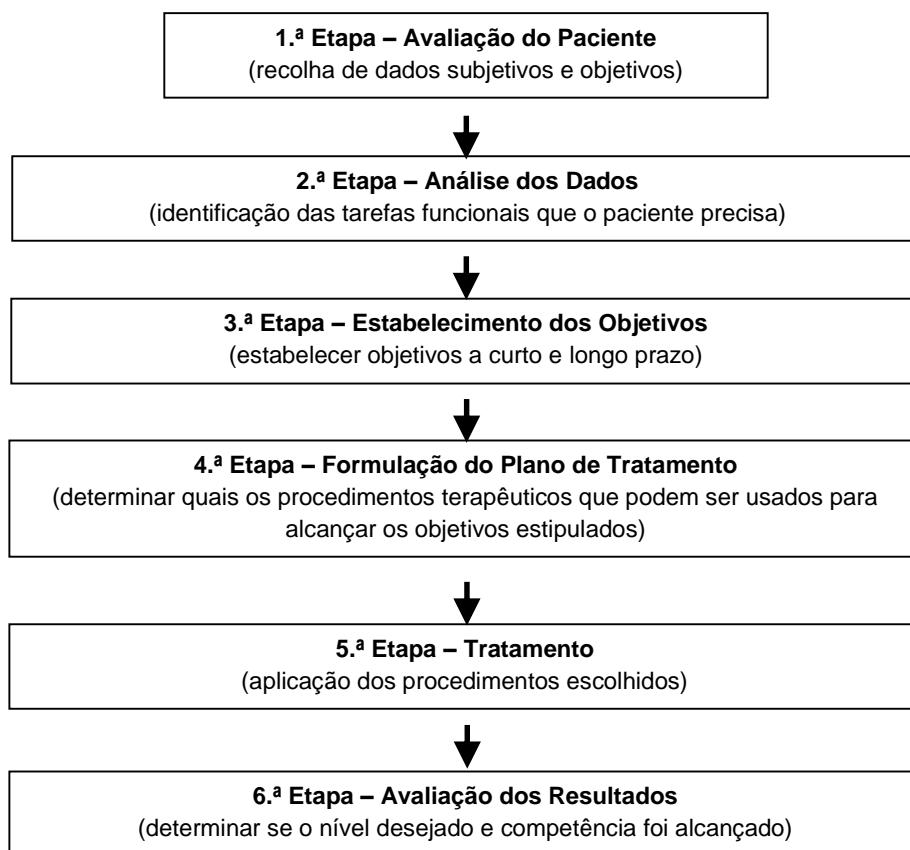 1.ª Etapa – Avaliação do Paciente
(recolha de dados subjetivos e objetivos)
2.ª Etapa – Análise dos Dados
(identificação das tarefas funcionais que o paciente precisa)
3.ª Etapa – Estabelecimento dos Objetivos
(estabelecer objetivos a curto e longo prazo)
4.ª Etapa – Formulação do Plano de Tratamento
(determinar quais os procedimentos terapêuticos que podem ser usados para
alcançar os objetivos estipulados)
5.ª Etapa – Tratamento
(aplicação dos procedimentos escolhidos)
6.ª Etapa – Avaliação dos Resultados
(determinar se o nível desejado e competência foi alcançado)